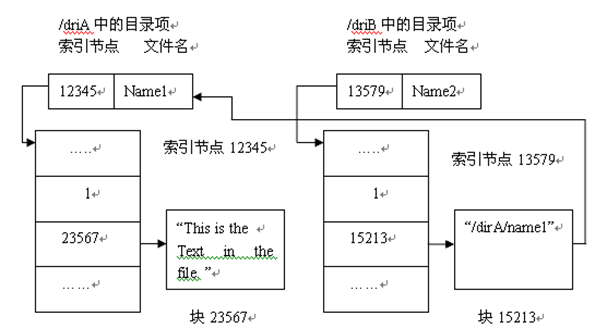 /driA 中的目录项
索引节点 文件名
/driB 中的目录项
索引节点 文件名
12345 Name1
13579 Name2
…..
索引节点 12345
1
23567
……
“This is the
Text in the
file.”
块 23567
…..
索引节点 13579
1
15213
……
“/dirA/name1”
块 15213